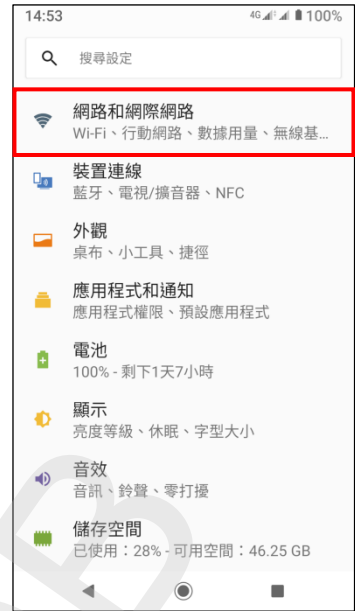 14:53 4G 100%
搜尋設定
網路和網際網路
Wi-Fi、行動網路、數據用量、無線基...
裝置連線
藍牙、電視/擴音器、NFC
外觀
桌布、小工具、捷徑
應用程式和通知
應用程式權限、預設應用程式
電池
100% - 剩下1天7小時
顯示
亮度等級、休眠、字型大小
音效
音訊、鈴聲、零打擾
儲存空間
已使用：28% - 可用空間：46.25 GB